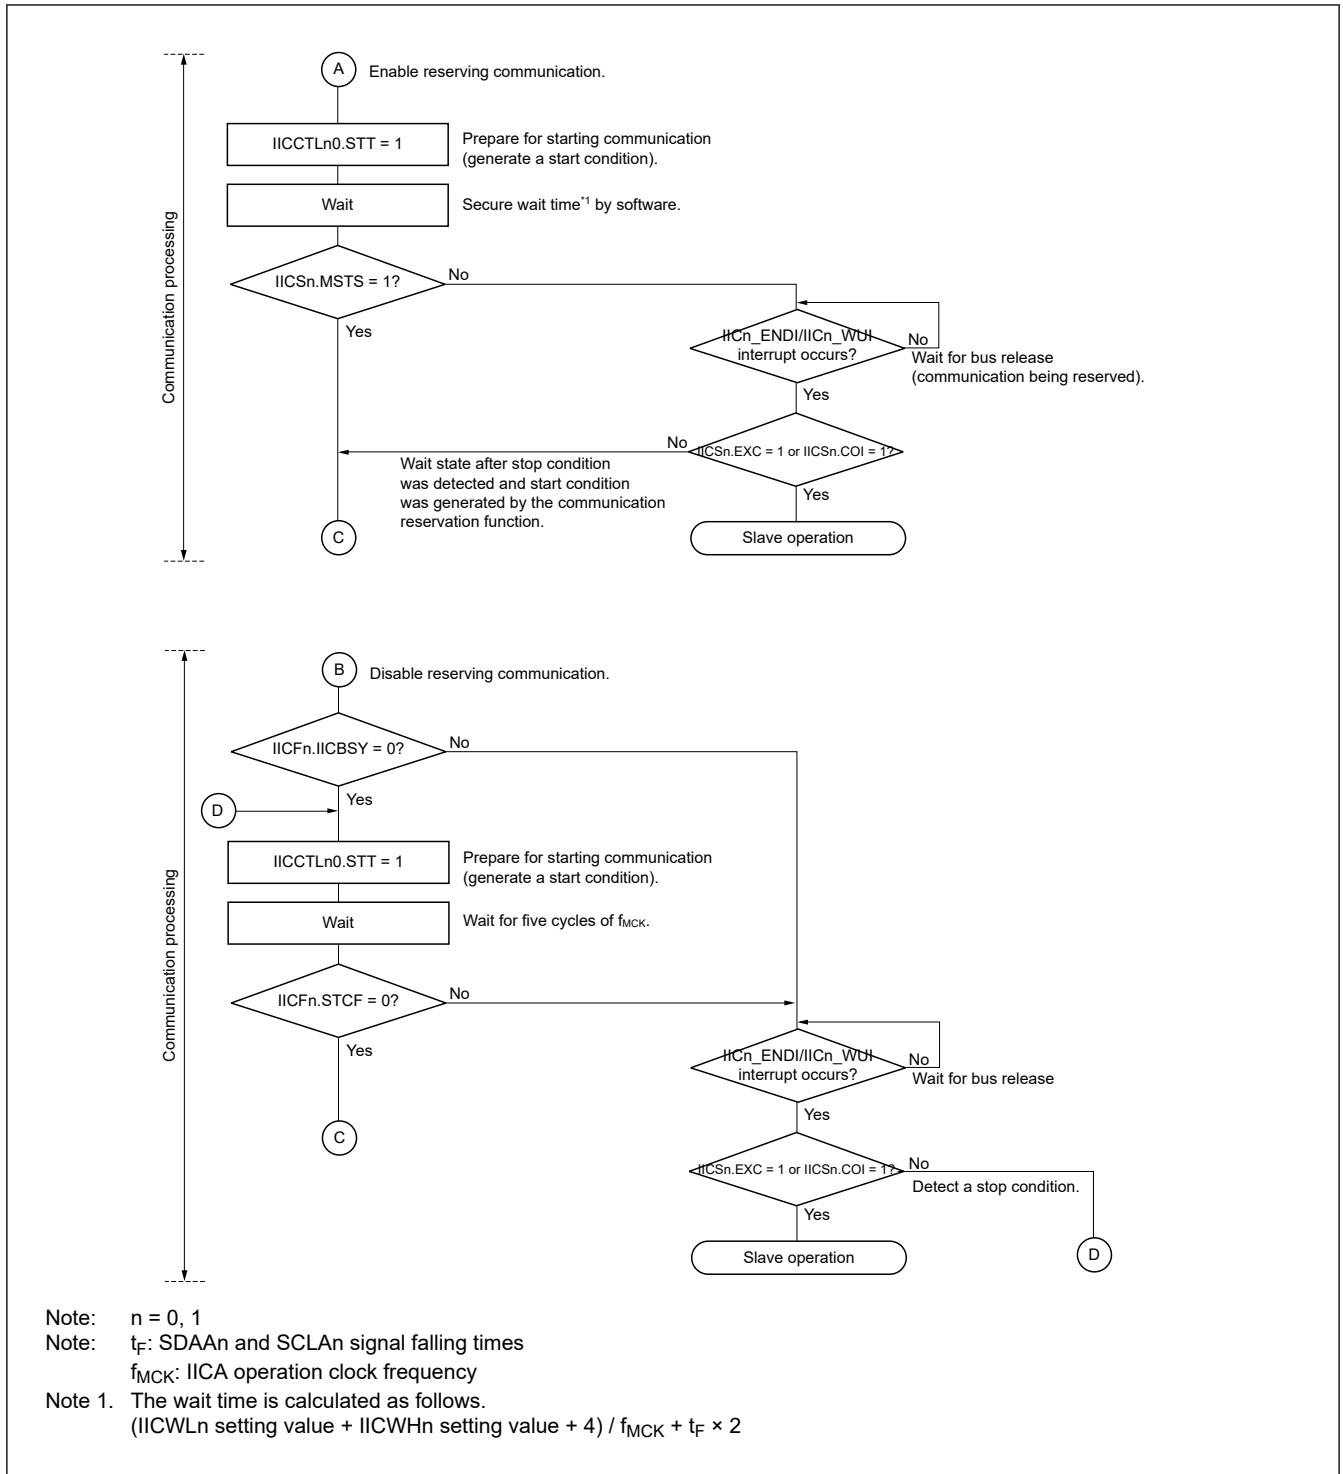 A Enable reserving communication.
IICCTLn0.STT = 1
Prepare for starting communication
(generate a start condition).
Wait
Secure wait time*1 by software.
IICSn.MSTS = 1?
No
Yes
IICn_ENDI/IICn_WUI
interrupt occurs?
No
Wait for bus release
(communication being reserved).
Yes
IICSn.EXC = 1 or IICSn.COI = 1?
No
Wait state after stop condition
was detected and start condition
was generated by the communication
reservation function.
Yes
C
Slave operation
Communication processing
B Disable reserving communication.
IICFn.IICBSY = 0?
No
Yes
D
IICCTLn0.STT = 1
Prepare for starting communication
(generate a start condition).
Wait
Wait for five cycles of fMCK.
IICFn.STCF = 0?
No
Yes
C
IICn_ENDI/IICn_WUI
interrupt occurs?
No
Wait for bus release
Yes
IICSn.EXC = 1 or IICSn.COI = 1?
No
Detect a stop condition.
Yes
Slave operation
D
Communication processing
Note: n = 0, 1
Note: tF: SDAAn and SCLAn signal falling times
fMCK: IICA operation clock frequency
Note 1. The wait time is calculated as follows.
(IICWLn setting value + IICWHn setting value + 4) / fMCK + tF × 2